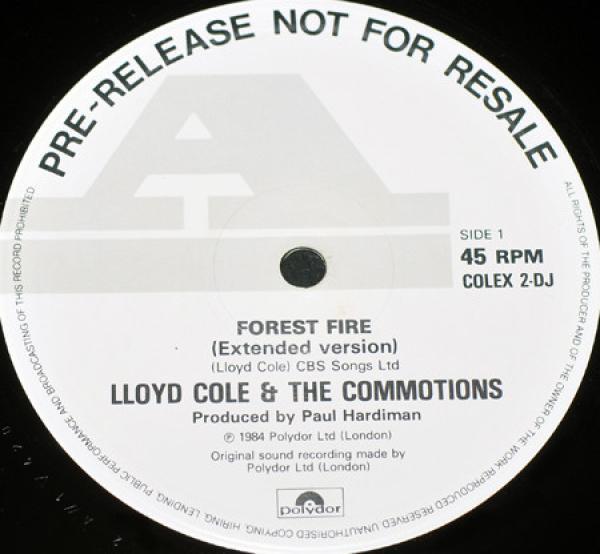 PRE-RELEASE NOT FOR RESALE
A
SIDE 1
45 RPM
COLEX 2-DJ
FOREST FIRE
(Extended version)
(Lloyd Cole) CBS Songs Ltd
LLOYD COLE & THE COMMOTIONS
Produced by Paul Hardiman
℗ 1984 Polydor Ltd (London)
Original sound recording made by
Polydor Ltd (London)
polydor
ALL RIGHTS OF THE PRODUCER AND OF THE OWNER OF THE WORK REPRODUCED RESERVED UNAUTHORISED COPYING, HIRING, LENDING, PUBLIC PERFORMANCE AND BROADCASTING OF THIS RECORD PROHIBITED